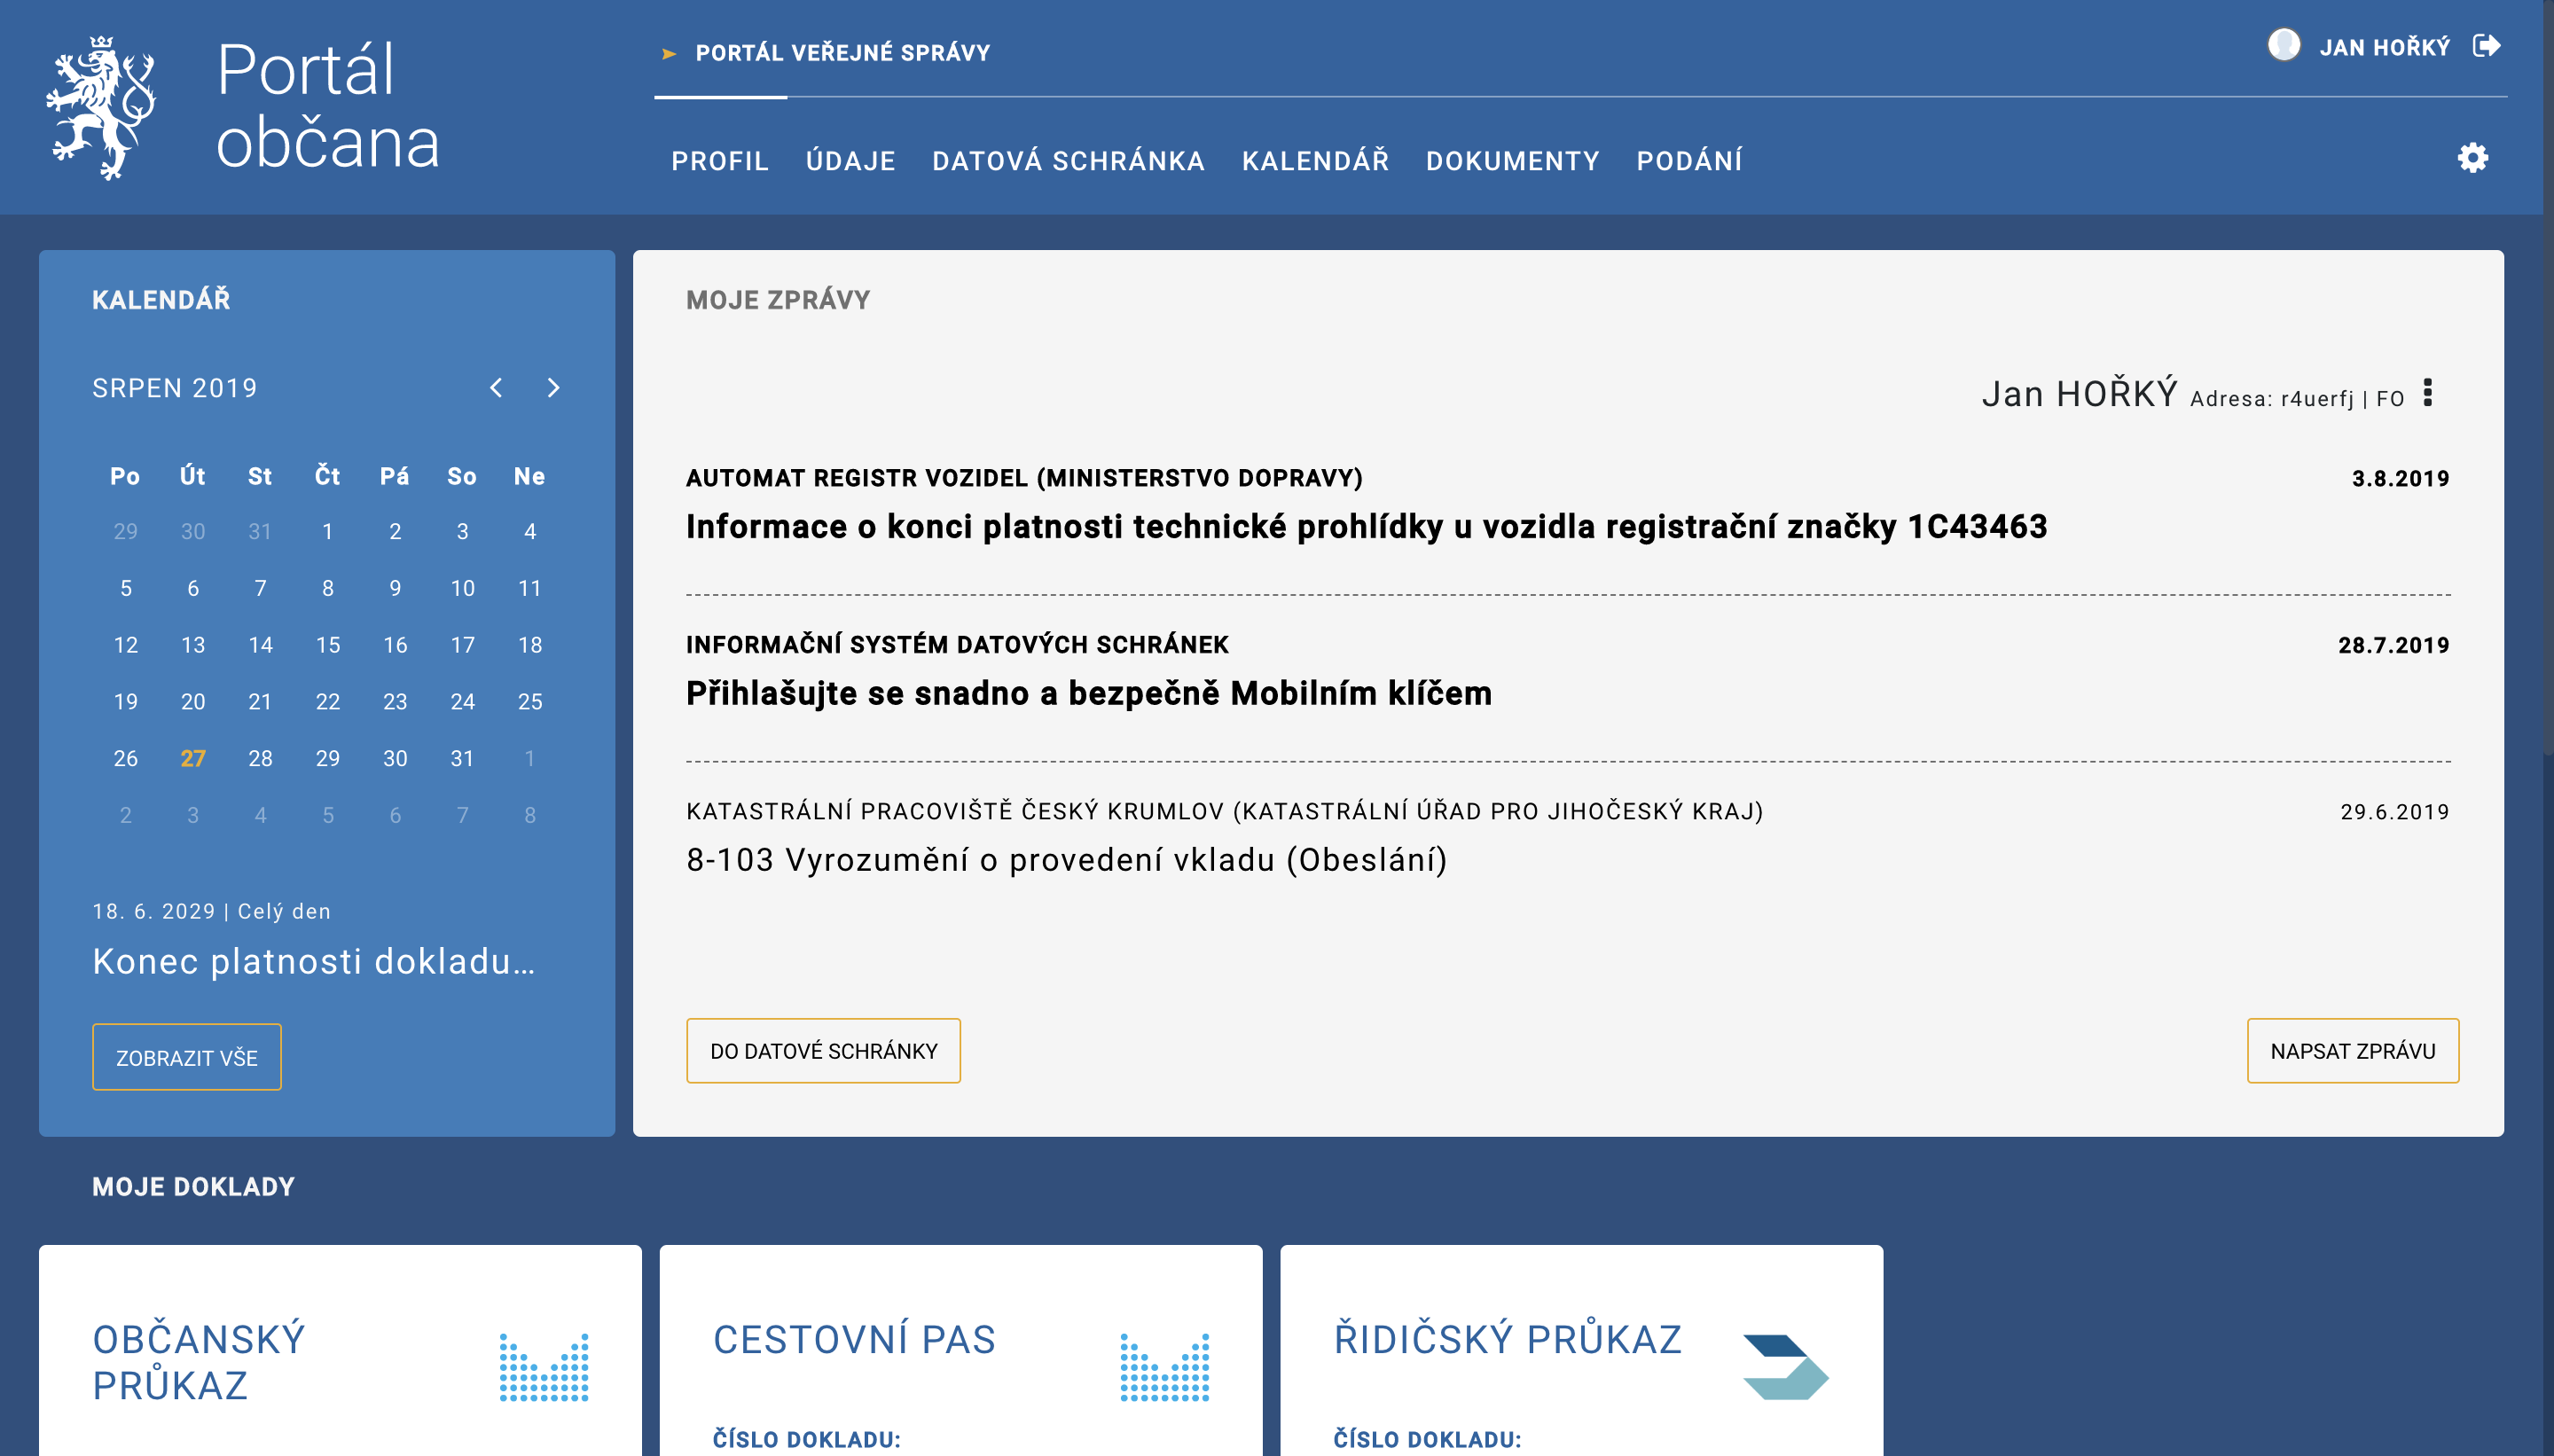 Portál
občana
PORTÁL VEŘEJNÉ SPRÁVY
JAN HOŘKÝ
PROFIL ÚDAJE DATOVÁ SCHRÁNKA KALENDÁŘ DOKUMENTY PODÁNÍ
KALENDÁŘ
SRPEN 2019
Po Út St Čt Pá So Ne
29 30 31 1 2 3 4
5 6 7 8 9 10 11
12 13 14 15 16 17 18
19 20 21 22 23 24 25
26 27 28 29 30 31 1
2 3 4 5 6 7 8
18. 6. 2029 | Celý den
Konec platnosti dokladu...
ZOBRAZIT VŠE
MOJE ZPRÁVY
Jan HOŘKÝ Adresa: r4uerfj | FO
AUTOMAT REGISTR VOZIDEL (MINISTERSTVO DOPRAVY) 3.8.2019
Informace o konci platnosti technické prohlídky u vozidla registrační značky 1C43463
INFORMAČNÍ SYSTÉM DATOVÝCH SCHRÁNEK 28.7.2019
Přihlašujte se snadno a bezpečně Mobilním klíčem
KATASTRÁLNÍ PRACOVIŠTĚ ČESKÝ KRUMLOV (KATASTRÁLNÍ ÚŘAD PRO JIHOČESKÝ KRAJ) 29.6.2019
8-103 Vyrozumění o provedení vkladu (Obeslání)
DO DATOVÉ SCHRÁNKY
NAPSAT ZPRÁVU
MOJE DOKLADY
OBČANSKÝ
PRŮKAZ
CESTOVNÍ PAS
ČÍSLO DOKLADU:
ŘIDIČSKÝ PRŮKAZ
ČÍSLO DOKLADU: